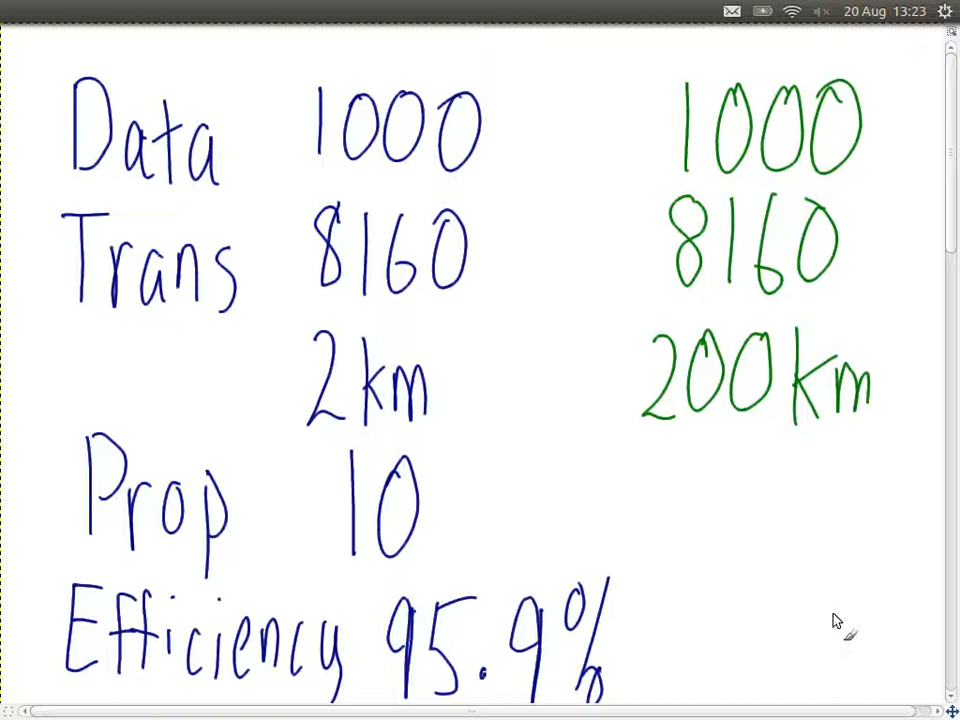 20 Aug 13:23
Data 1000 1000
Trans 8160 8160
2km 200km
Prop 10
Efficiency 95.9%